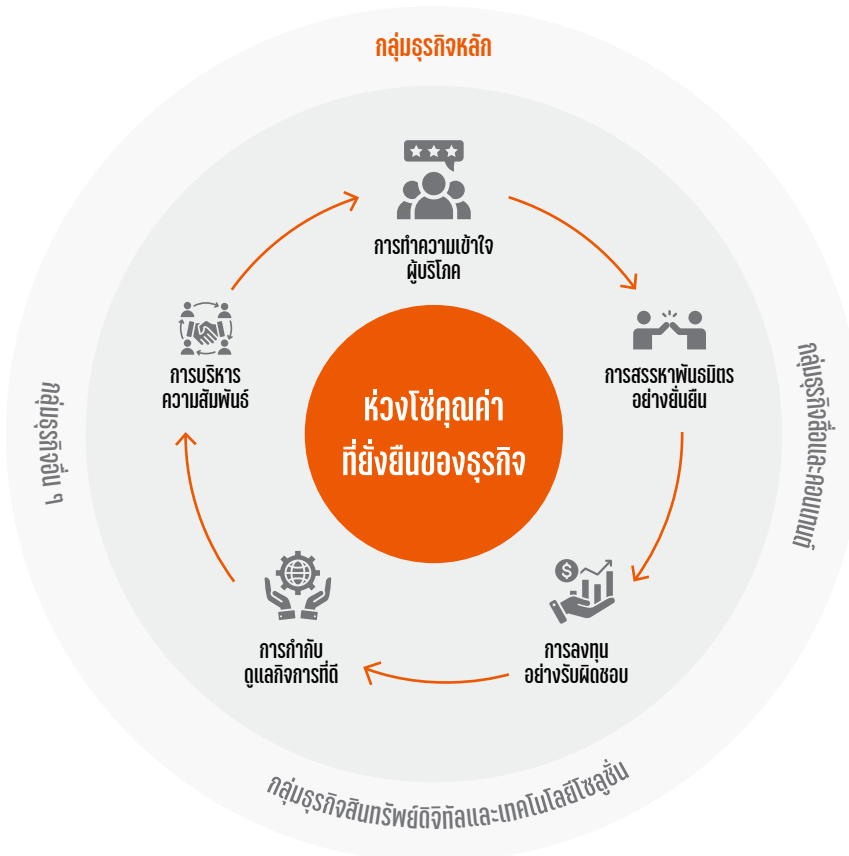 กลุ่มธุรกิจหลัก
การทำความเข้าใจ
ผู้บริโภค
การสรรหาพันธมิตร
อย่างยั่นยืน
การลงทุน
อย่างรับผิดชอบ
การกำกับ
ดูแลกิจการที่ดี
การบริหาร
ความสัมพันธ์
ห่วงโซ่คุณค่า
ที่ยั่งยืนของธุรกิจ
กลุ่มธุรกิจสื่อและคอนเทนต์
กลุ่มธุรกิจสินทรัพย์ดิจิทัลและเทคโนโลยีโซลูชั่น
กลุ่มธุรกิจอื่น ๆ